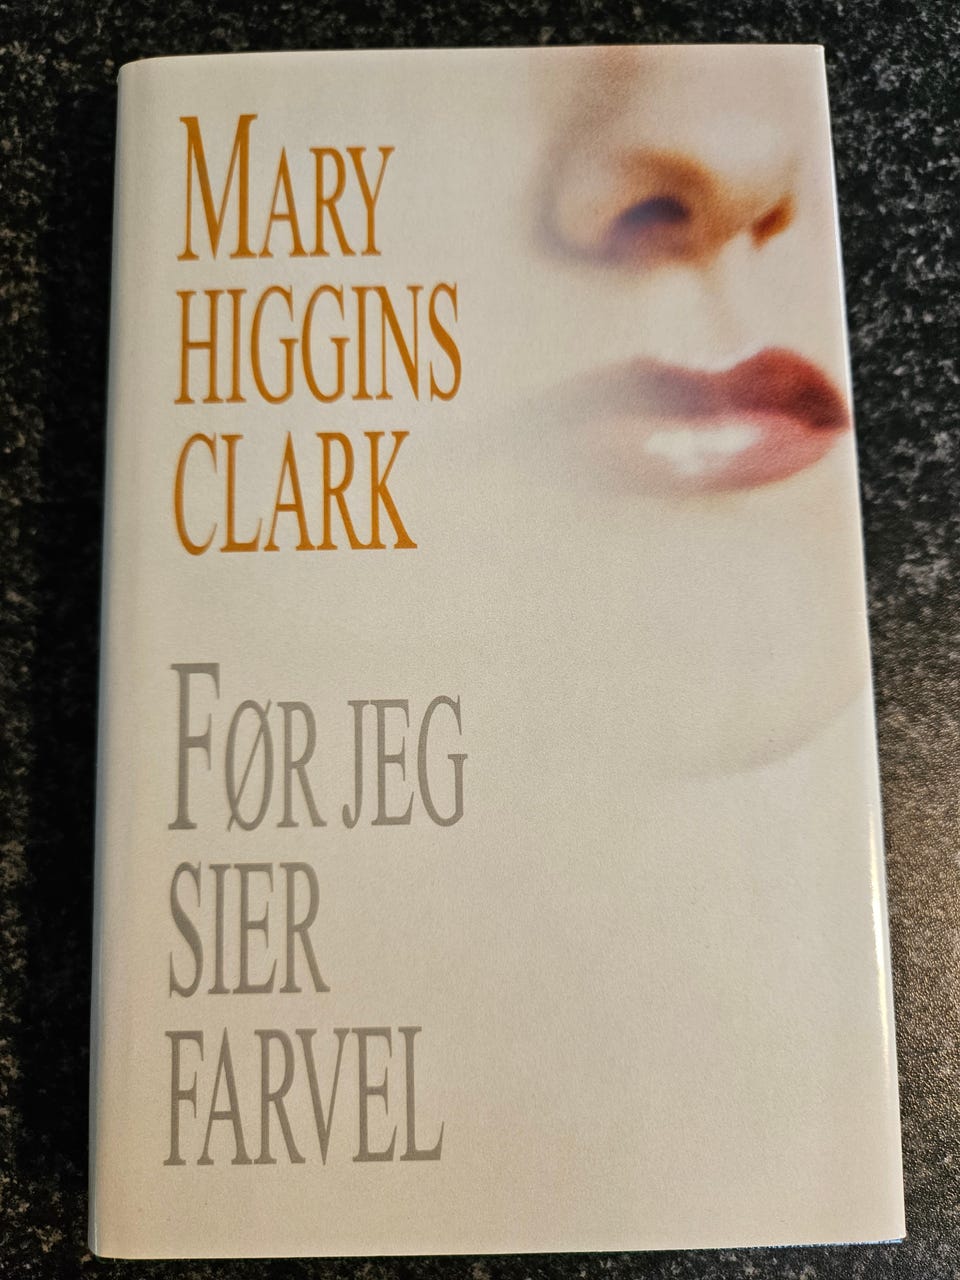 MARY
HIGGINS
CLARK
FØR JEG
SIER
FARVEL